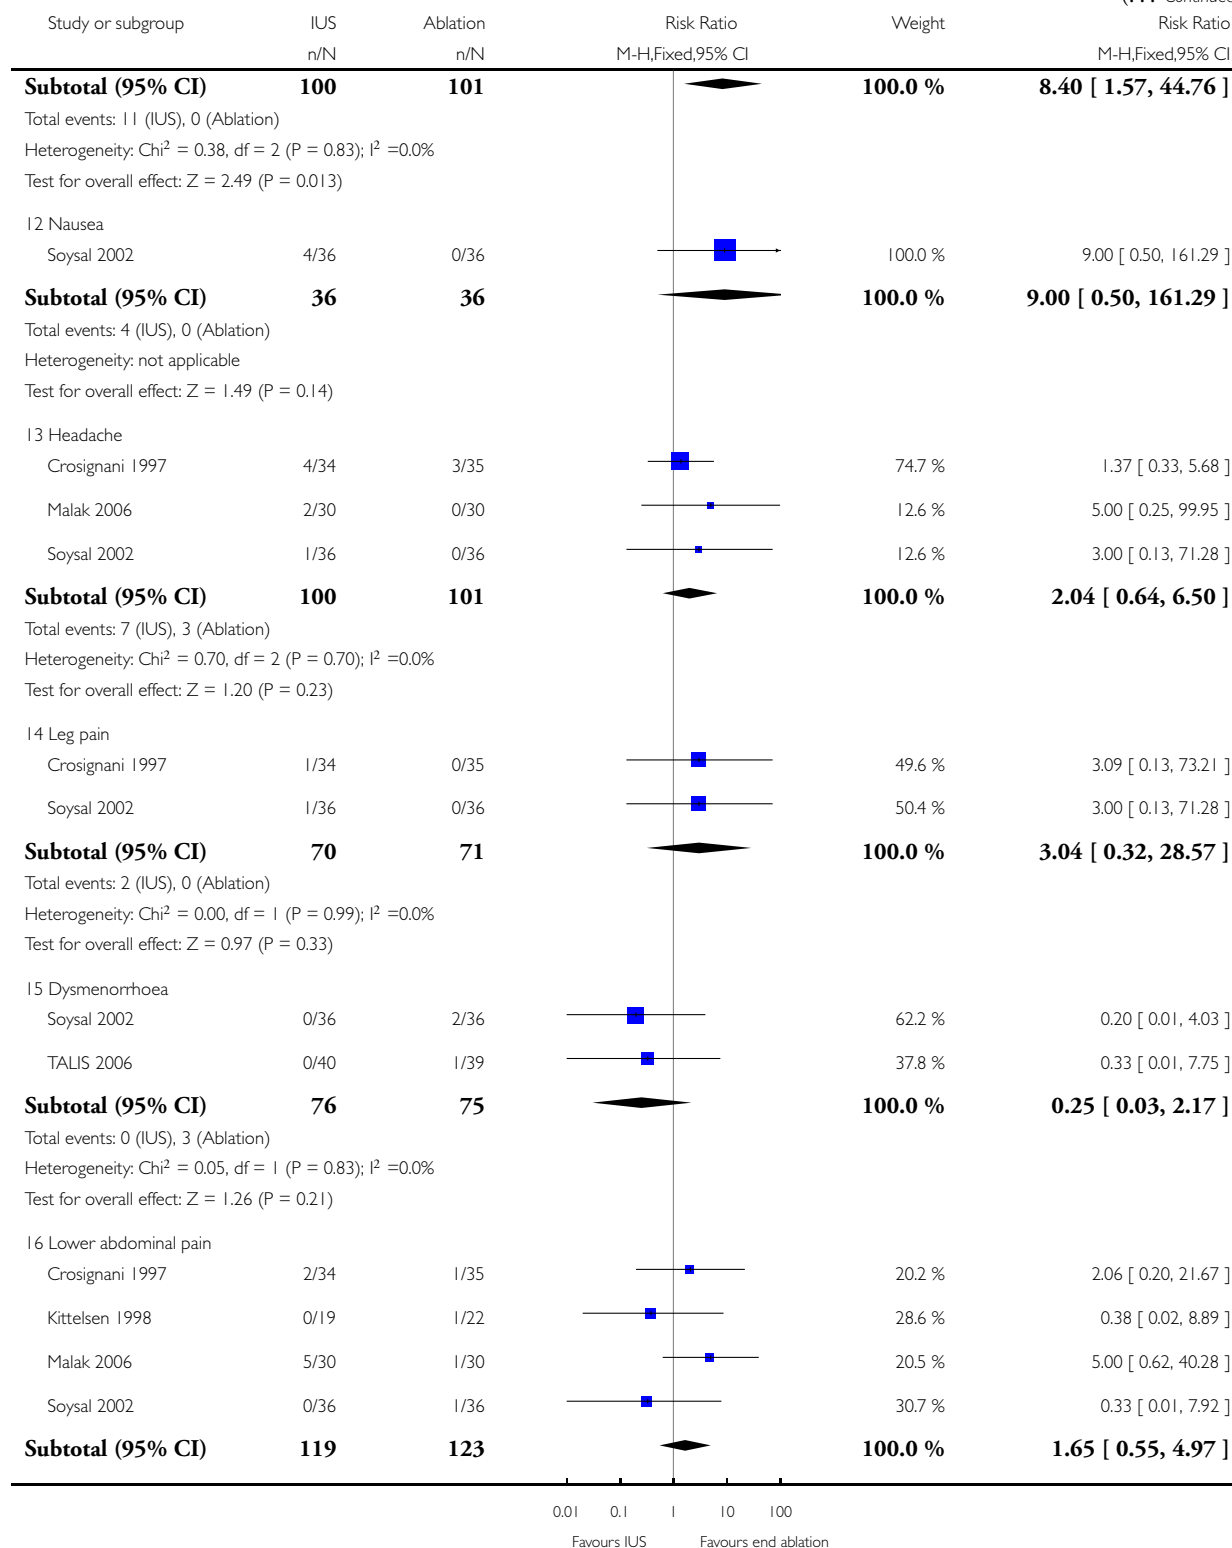 (. . . Continued
Study or subgroup IUS Ablation Risk Ratio Weight Risk Ratio
n/N n/N M-H,Fixed,95% CI M-H,Fixed,95% CI
Subtotal (95% CI) 100 101 100.0 % 8.40 [ 1.57, 44.76 ]
Total events: 11 (IUS), 0 (Ablation)
Heterogeneity: Chi² = 0.38, df = 2 (P = 0.83); I² =0.0%
Test for overall effect: Z = 2.49 (P = 0.013)
12 Nausea
Soysal 2002 4/36 0/36 100.0 % 9.00 [ 0.50, 161.29 ]
Subtotal (95% CI) 36 36 100.0 % 9.00 [ 0.50, 161.29 ]
Total events: 4 (IUS), 0 (Ablation)
Heterogeneity: not applicable
Test for overall effect: Z = 1.49 (P = 0.14)
13 Headache
Crosignani 1997 4/34 3/35 74.7 % 1.37 [ 0.33, 5.68 ]
Malak 2006 2/30 0/30 12.6 % 5.00 [ 0.25, 99.95 ]
Soysal 2002 1/36 0/36 12.6 % 3.00 [ 0.13, 71.28 ]
Subtotal (95% CI) 100 101 100.0 % 2.04 [ 0.64, 6.50 ]
Total events: 7 (IUS), 3 (Ablation)
Heterogeneity: Chi² = 0.70, df = 2 (P = 0.70); I² =0.0%
Test for overall effect: Z = 1.20 (P = 0.23)
14 Leg pain
Crosignani 1997 1/34 0/35 49.6 % 3.09 [ 0.13, 73.21 ]
Soysal 2002 1/36 0/36 50.4 % 3.00 [ 0.13, 71.28 ]
Subtotal (95% CI) 70 71 100.0 % 3.04 [ 0.32, 28.57 ]
Total events: 2 (IUS), 0 (Ablation)
Heterogeneity: Chi² = 0.00, df = 1 (P = 0.99); I² =0.0%
Test for overall effect: Z = 0.97 (P = 0.33)
15 Dysmenorrhoea
Soysal 2002 0/36 2/36 62.2 % 0.20 [ 0.01, 4.03 ]
TALIS 2006 0/40 1/39 37.8 % 0.33 [ 0.01, 7.75 ]
Subtotal (95% CI) 76 75 100.0 % 0.25 [ 0.03, 2.17 ]
Total events: 0 (IUS), 3 (Ablation)
Heterogeneity: Chi² = 0.05, df = 1 (P = 0.83); I² =0.0%
Test for overall effect: Z = 1.26 (P = 0.21)
16 Lower abdominal pain
Crosignani 1997 2/34 1/35 20.2 % 2.06 [ 0.20, 21.67 ]
Kittelsen 1998 0/19 1/22 28.6 % 0.38 [ 0.02, 8.89 ]
Malak 2006 5/30 1/30 20.5 % 5.00 [ 0.62, 40.28 ]
Soysal 2002 0/36 1/36 30.7 % 0.33 [ 0.01, 7.92 ]
Subtotal (95% CI) 119 123 100.0 % 1.65 [ 0.55, 4.97 ]
0.01 0.1 1 10 100
Favours IUS Favours end ablation